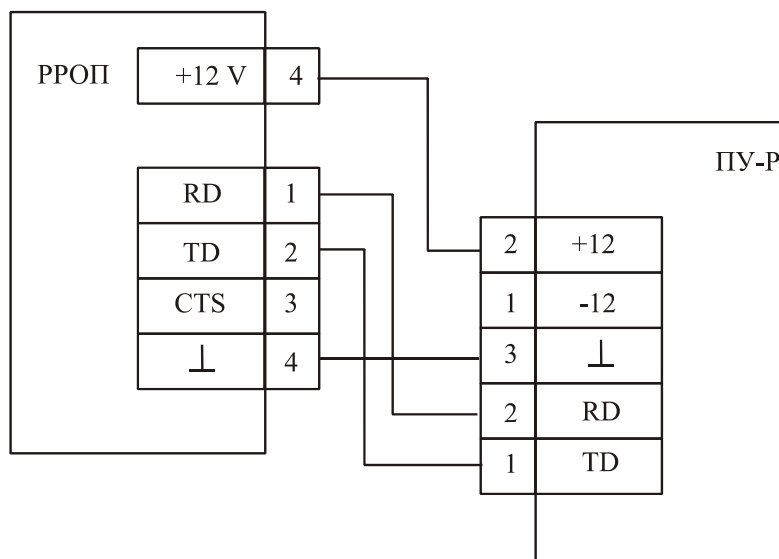 РРОП
+12 V 4
ПУ-Р
RD 1
TD 2
CTS 3
⊥ 4
2 +12
1 -12
3 ⊥
2 RD
1 TD